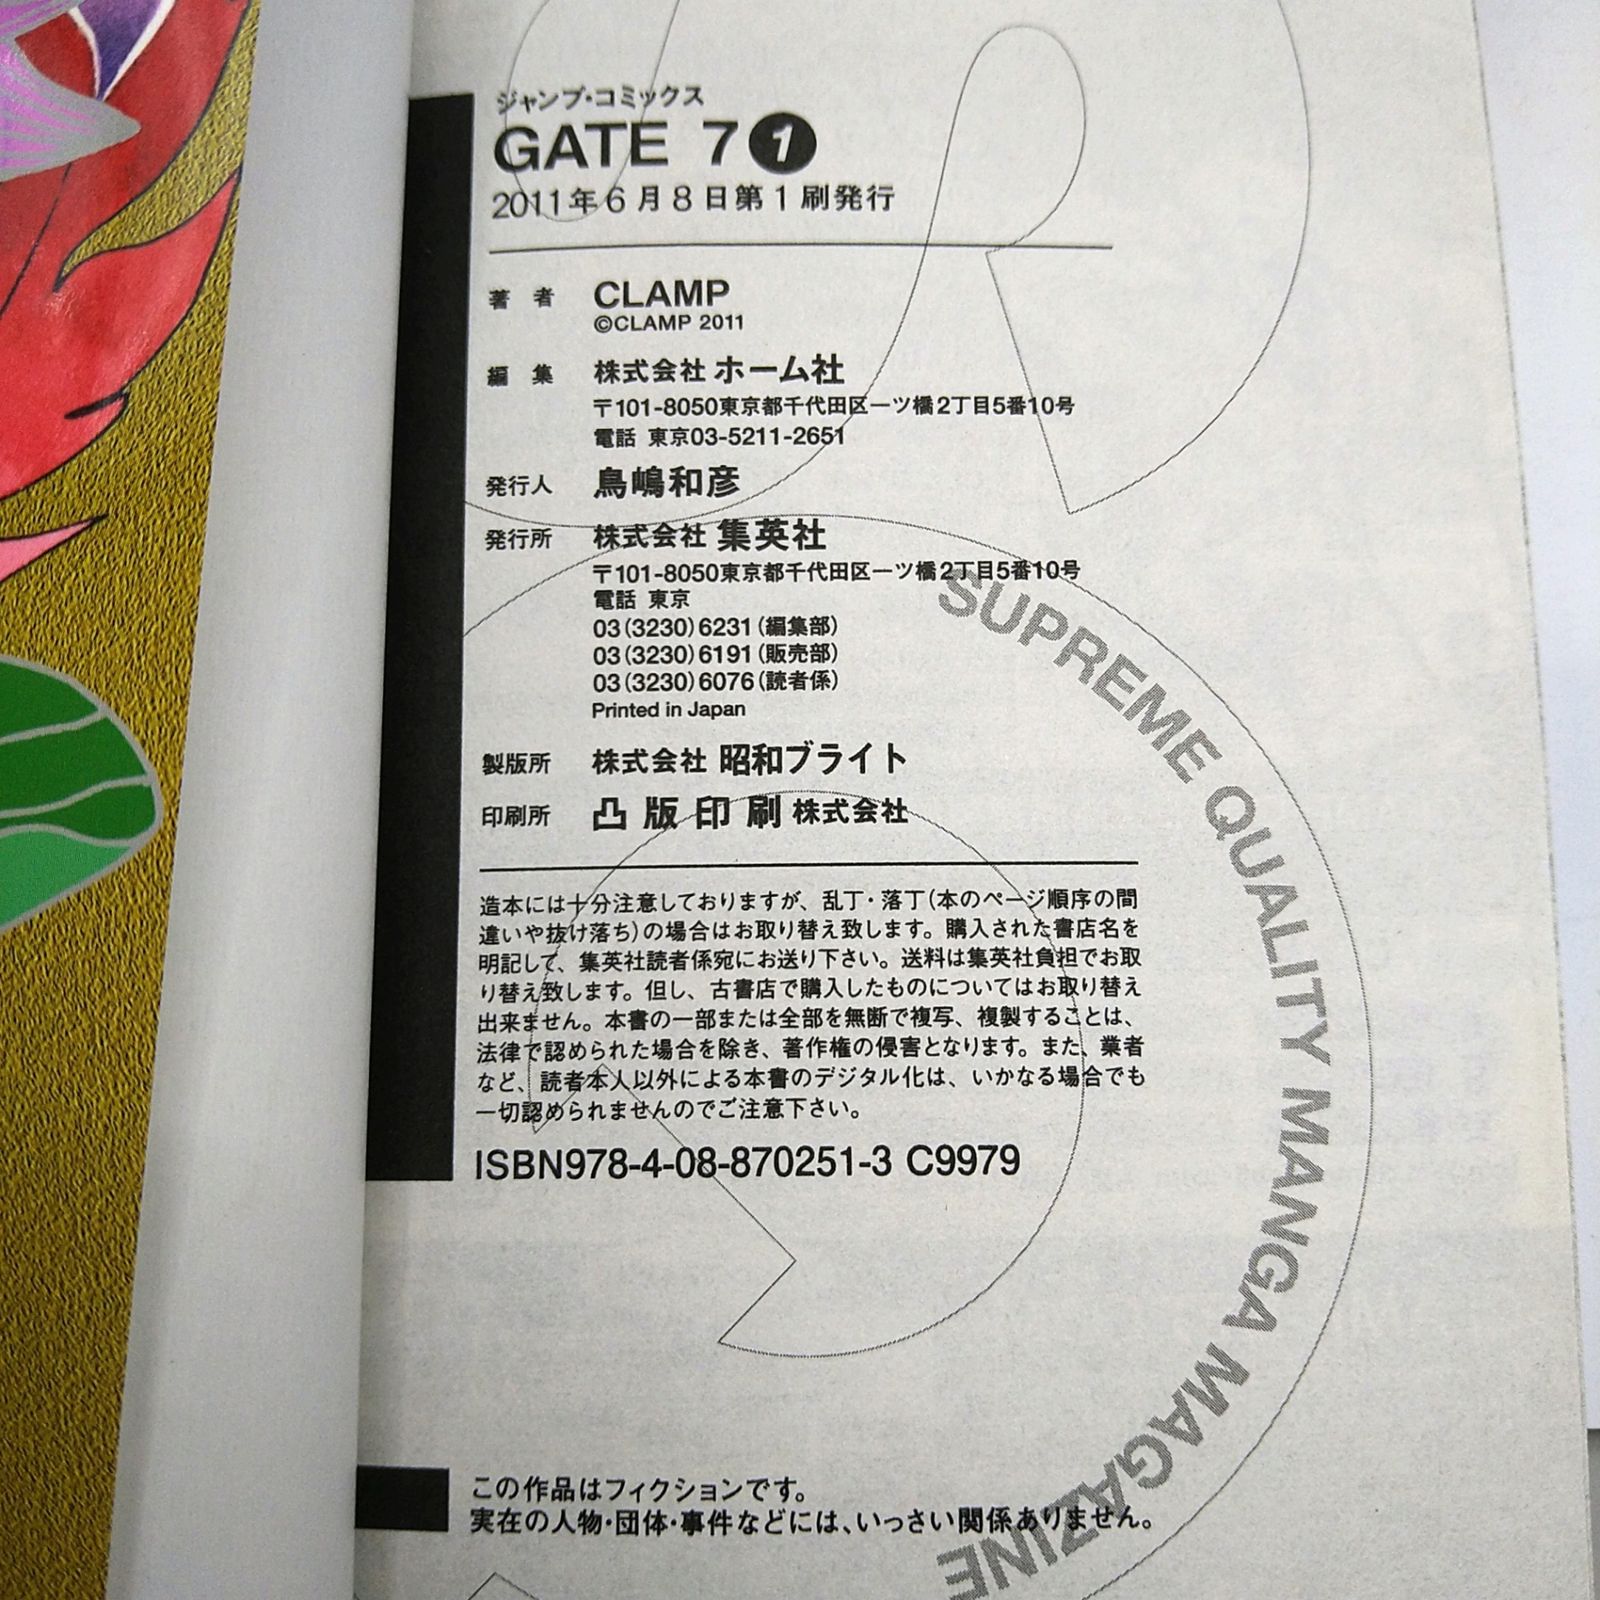 ジャンプ・コミックス
GATE 7 1
2011年6月8日第1刷発行
著 者 CLAMP
©CLAMP 2011
編 集 株式会社 ホーム社
〒101-8050東京都千代田区一ツ橋2丁目5番10号
電話 東京03-5211-2651
発行人 鳥嶋和彦
発行所 株式会社 集英社
〒101-8050東京都千代田区一ツ橋2丁目5番10号
電話 東京
03(3230)6231(編集部)
03(3230)6191(販売部)
03(3230)6076(読者係)
Printed in Japan
製版所 株式会社 昭和ブライト
印刷所 凸版印刷 株式会社
造本には十分注意しておりますが、乱丁・落丁(本のページ順序の間
違いや抜け落ち)の場合はお取り替え致します。購入された書店名を
明記して、集英社読者係宛にお送り下さい。送料は集英社負担でお取
り替え致します。但し、古書店で購入したものについてはお取り替え
出来ません。本書の一部または全部を無断で複写、複製することは、
法律で認められた場合を除き、著作権の侵害となります。また、業者
など、読者本人以外による本書のデジタル化は、いかなる場合でも
一切認められませんのでご注意下さい。
ISBN978-4-08-870251-3 C9979
SUPREME QUALITY MANGA MAGAZINE
この作品はフィクションです。
実在の人物・団体・事件などには、いっさい関係ありません。